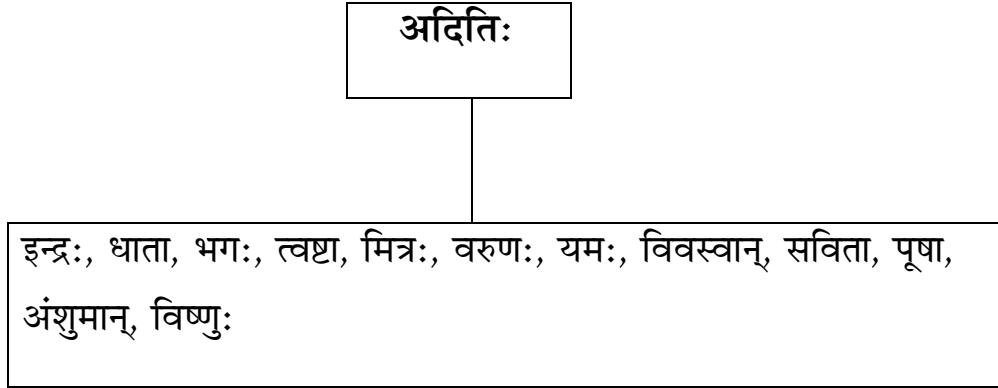 अदितिः
इन्द्रः, धाता, भगः, त्वष्टा, मित्रः, वरुणः, यमः, विवस्वान्, सविता, पूषा,
अंशुमान्, विष्णुः